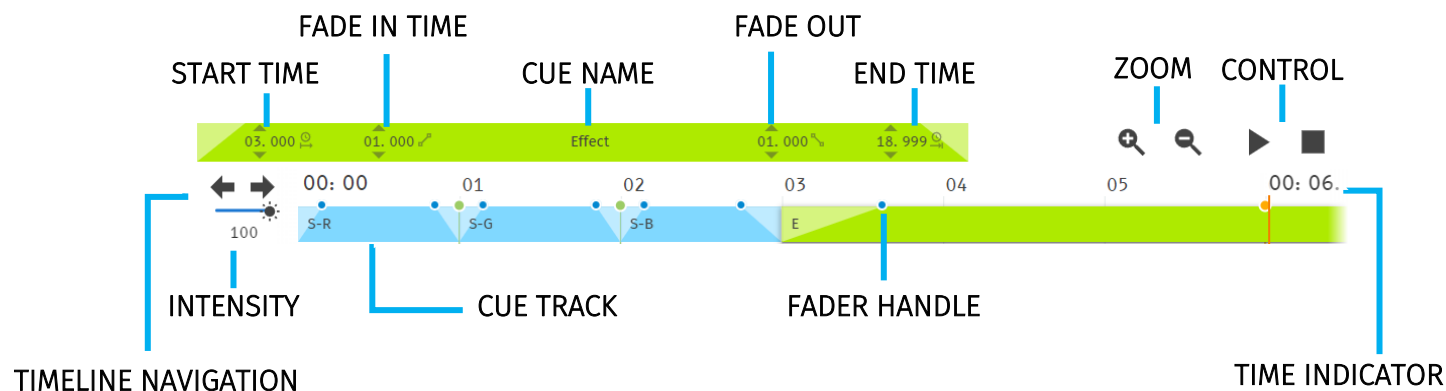 FADE IN TIME FADE OUT
START TIME CUE NAME END TIME ZOOM CONTROL
03. 000 01. 000 Effect 01. 000 18. 999
00: 00 01 02 03 04 05 00: 06.
S-R S-G S-B E
100
INTENSITY CUE TRACK FADER HANDLE
TIMELINE NAVIGATION TIME INDICATOR